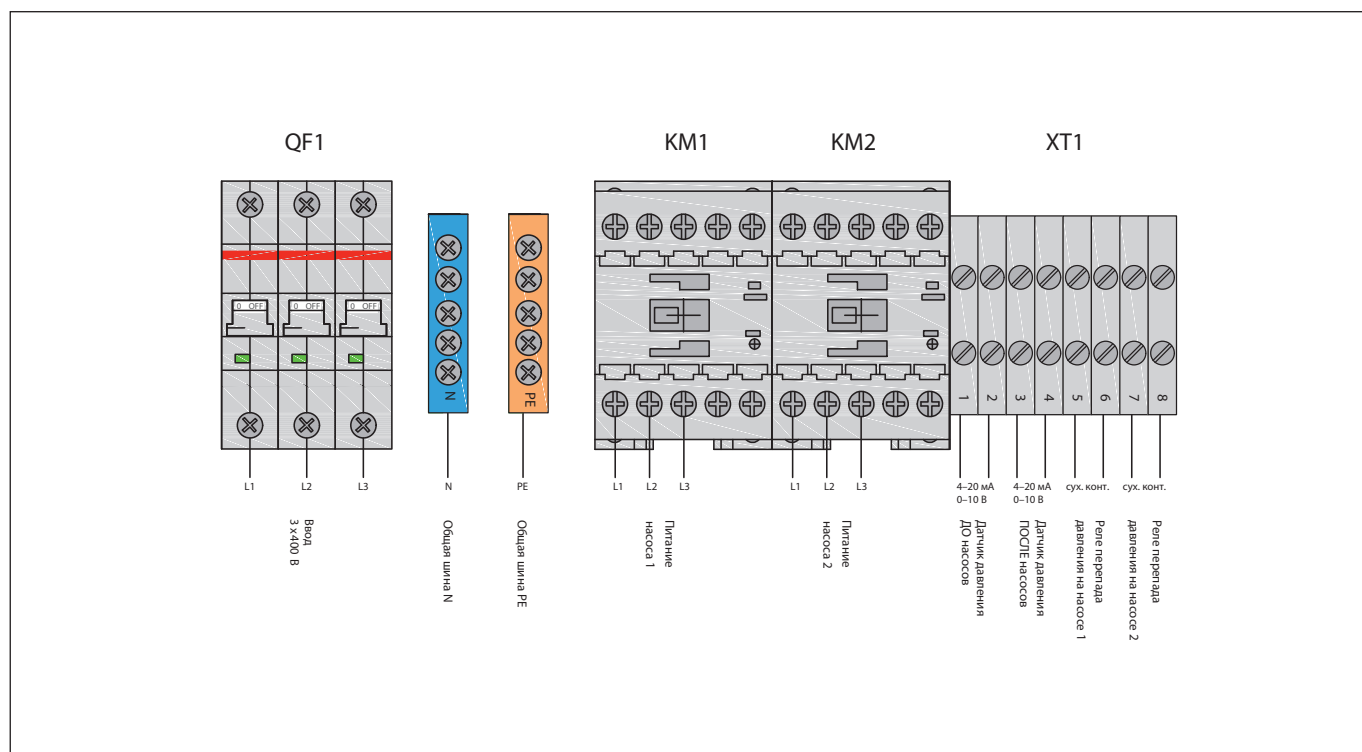 QF1
KM1
KM2
XT1
0 OFF
0 OFF
0 OFF
N
PE
1
2
3
4
5
6
7
8
L1
L2
L3
N
PE
L1
L2
L3
L1
L2
L3
4–20 мА
0–10 В
4–20 мА
0–10 В
сух. конт.
сух. конт.
Ввод
3 x 400 В
Общая шина N
Общая шина PE
Питание
насоса 1
Питание
насоса 2
Датчик давления
ДО насосов
Датчик давления
ПОСЛЕ насосов
Реле перепада
давления на насосе 1
Реле перепада
давления на насосе 2